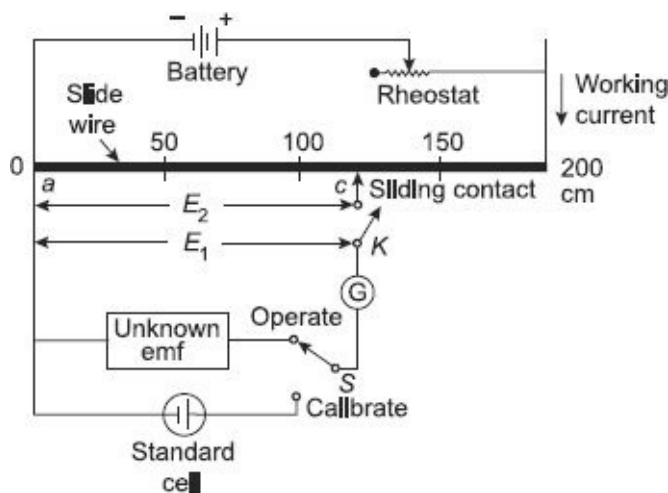 − +
Battery
Rheostat
Working
current
Slide
wire
50
100
150
0
200
cm
a
c
Sliding contact
E2
E1
K
G
Unknown
emf
Operate
S
Calibrate
Standard
cell